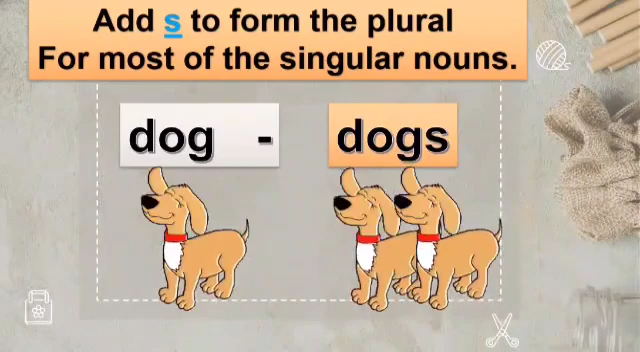 Add s to form the plural
For most of the singular nouns.
dog - dogs